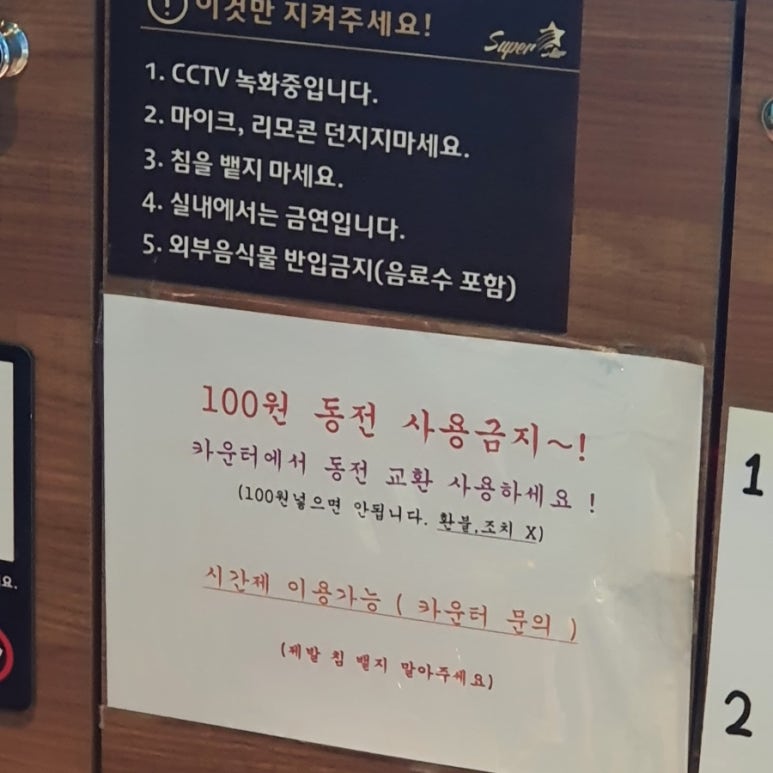 이것만 지켜주세요!
Super Star
1. CCTV 녹화중입니다.
2. 마이크, 리모콘 던지지마세요.
3. 침을 뱉지 마세요.
4. 실내에서는 금연입니다.
5. 외부음식물 반입금지(음료수 포함)
100원 동전 사용금지~!
카운터에서 동전 교환 사용하세요 !
(100원넣으면 안됩니다. 환불,조치 X)
시간제 이용가능 ( 카운터 문의 )
(제발 침 뱉지 말아주세요)
요.
1
2